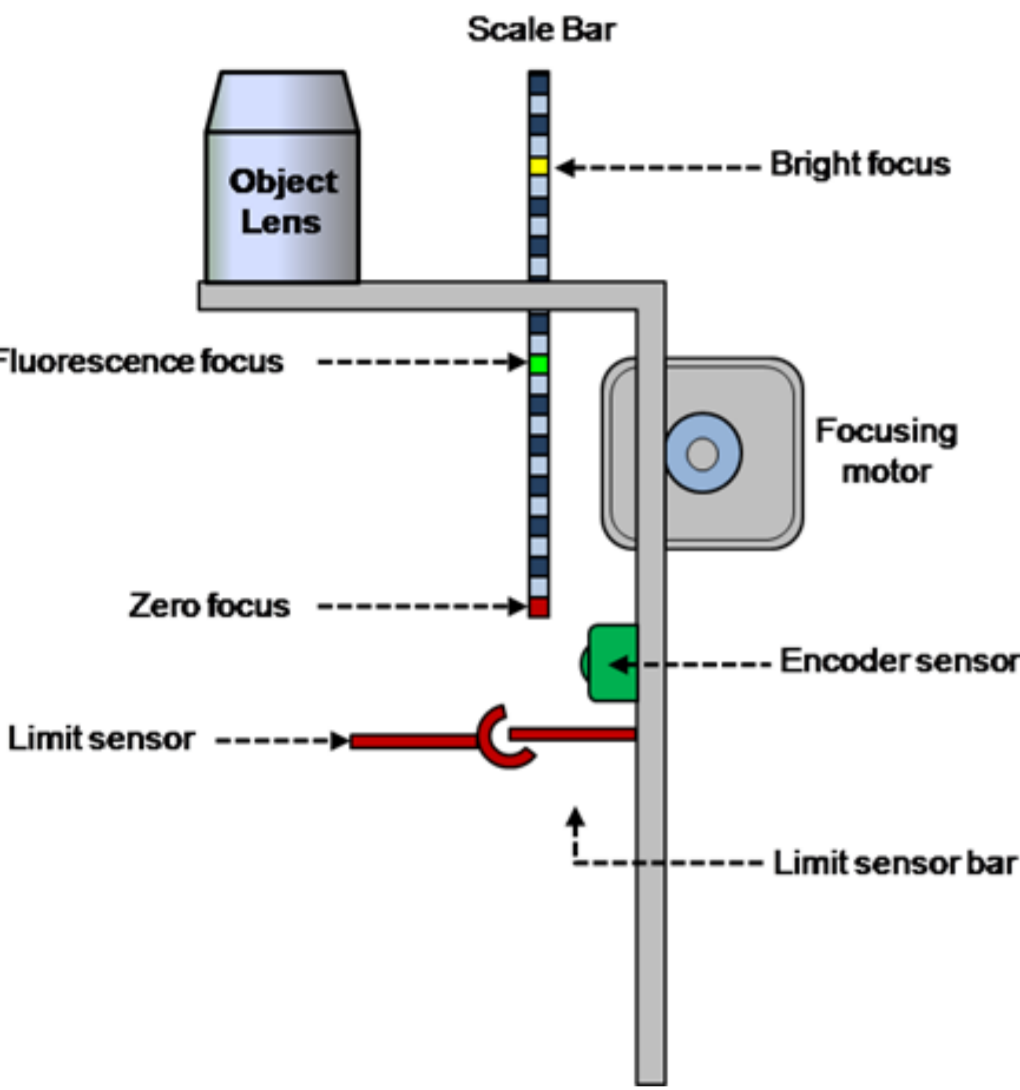 Scale Bar
Object
Lens
Bright focus
Fluorescence focus
Focusing
motor
Zero focus
Encoder sensor
Limit sensor
Limit sensor bar